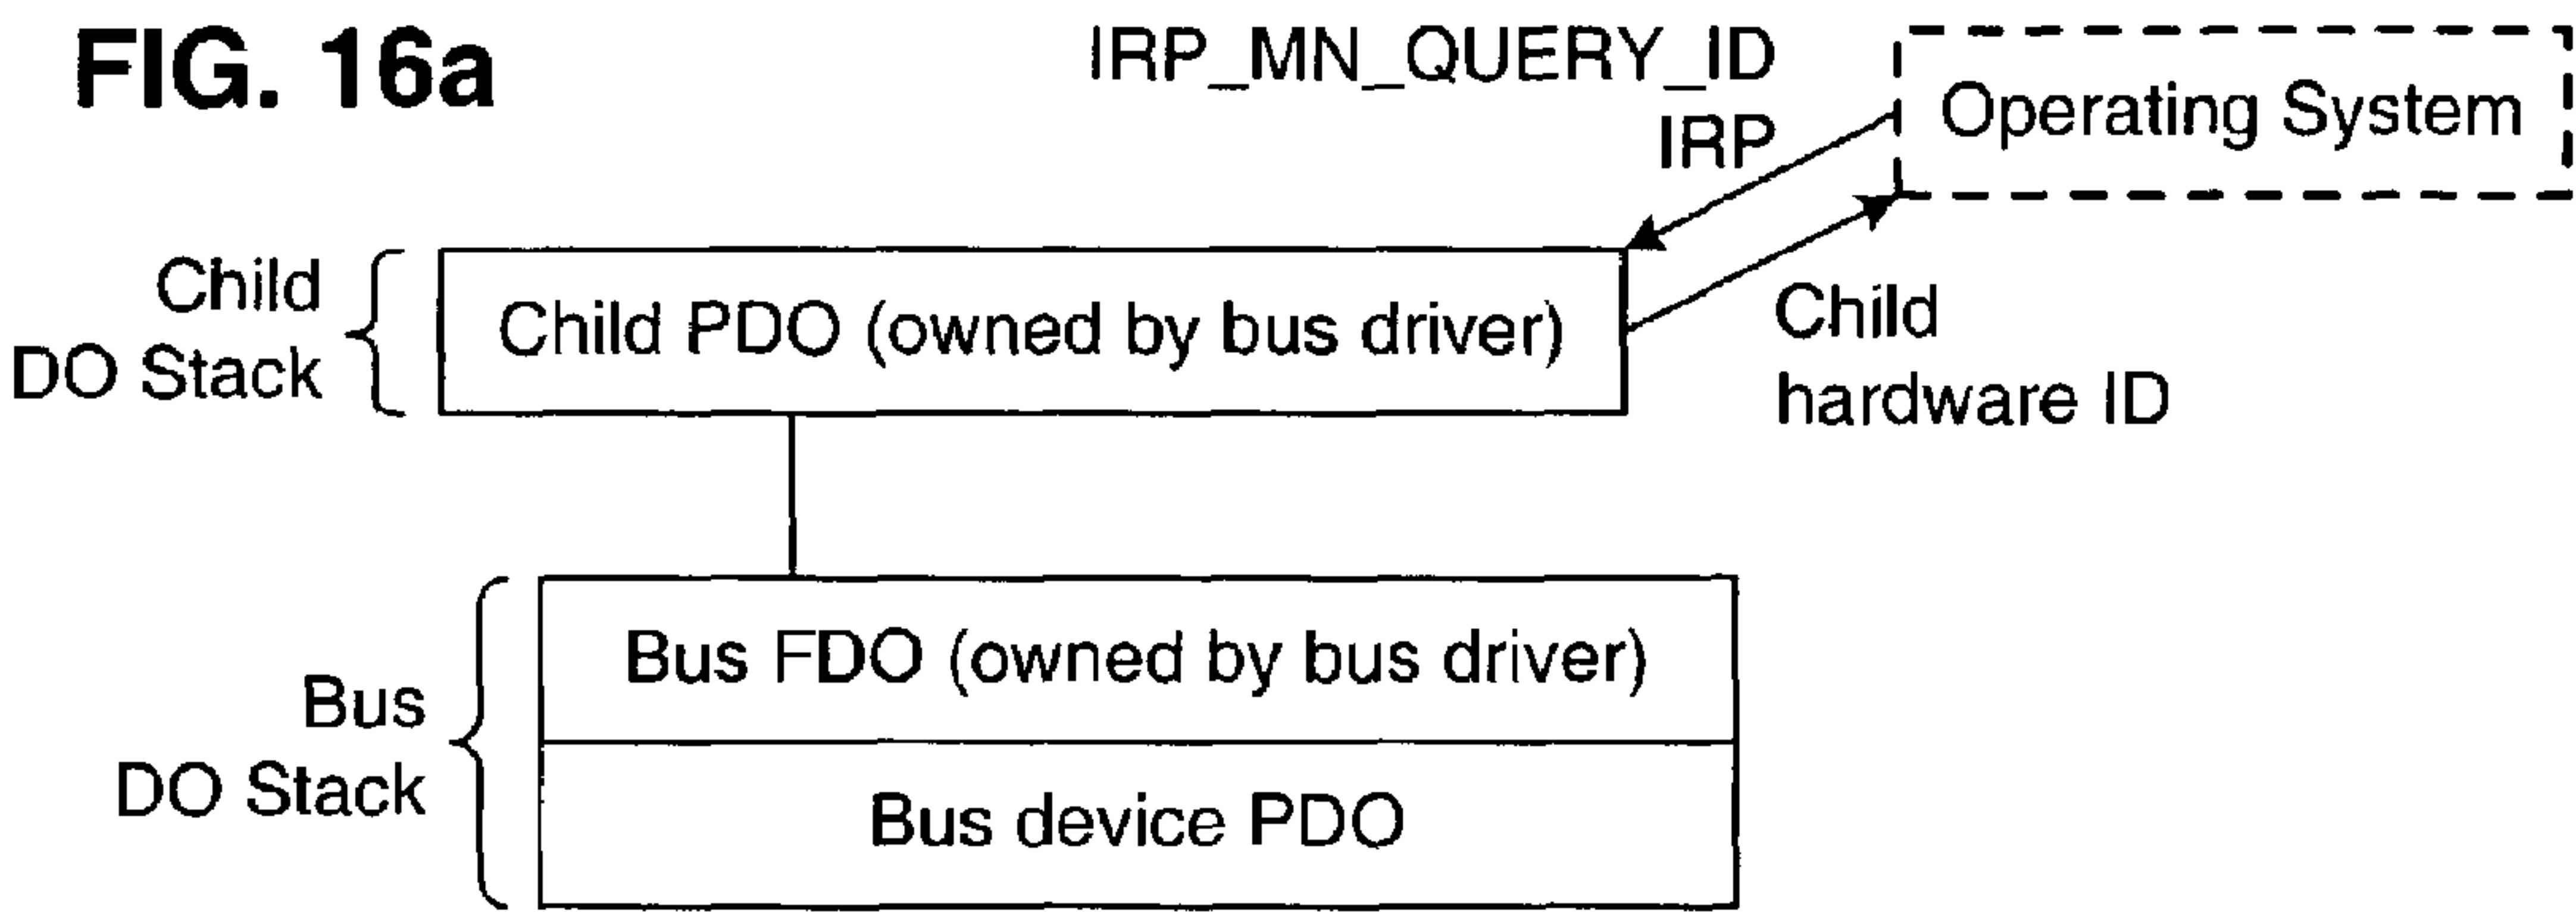 FIG. 16a
IRP_MN_QUERY_ID
IRP
Operating System
Child
DO Stack
Child PDO (owned by bus driver)
Child
hardware ID
Bus
DO Stack
Bus FDO (owned by bus driver)
Bus device PDO